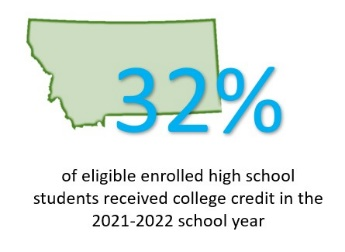 32%
of eligible enrolled high school
students received college credit in the
2021-2022 school year